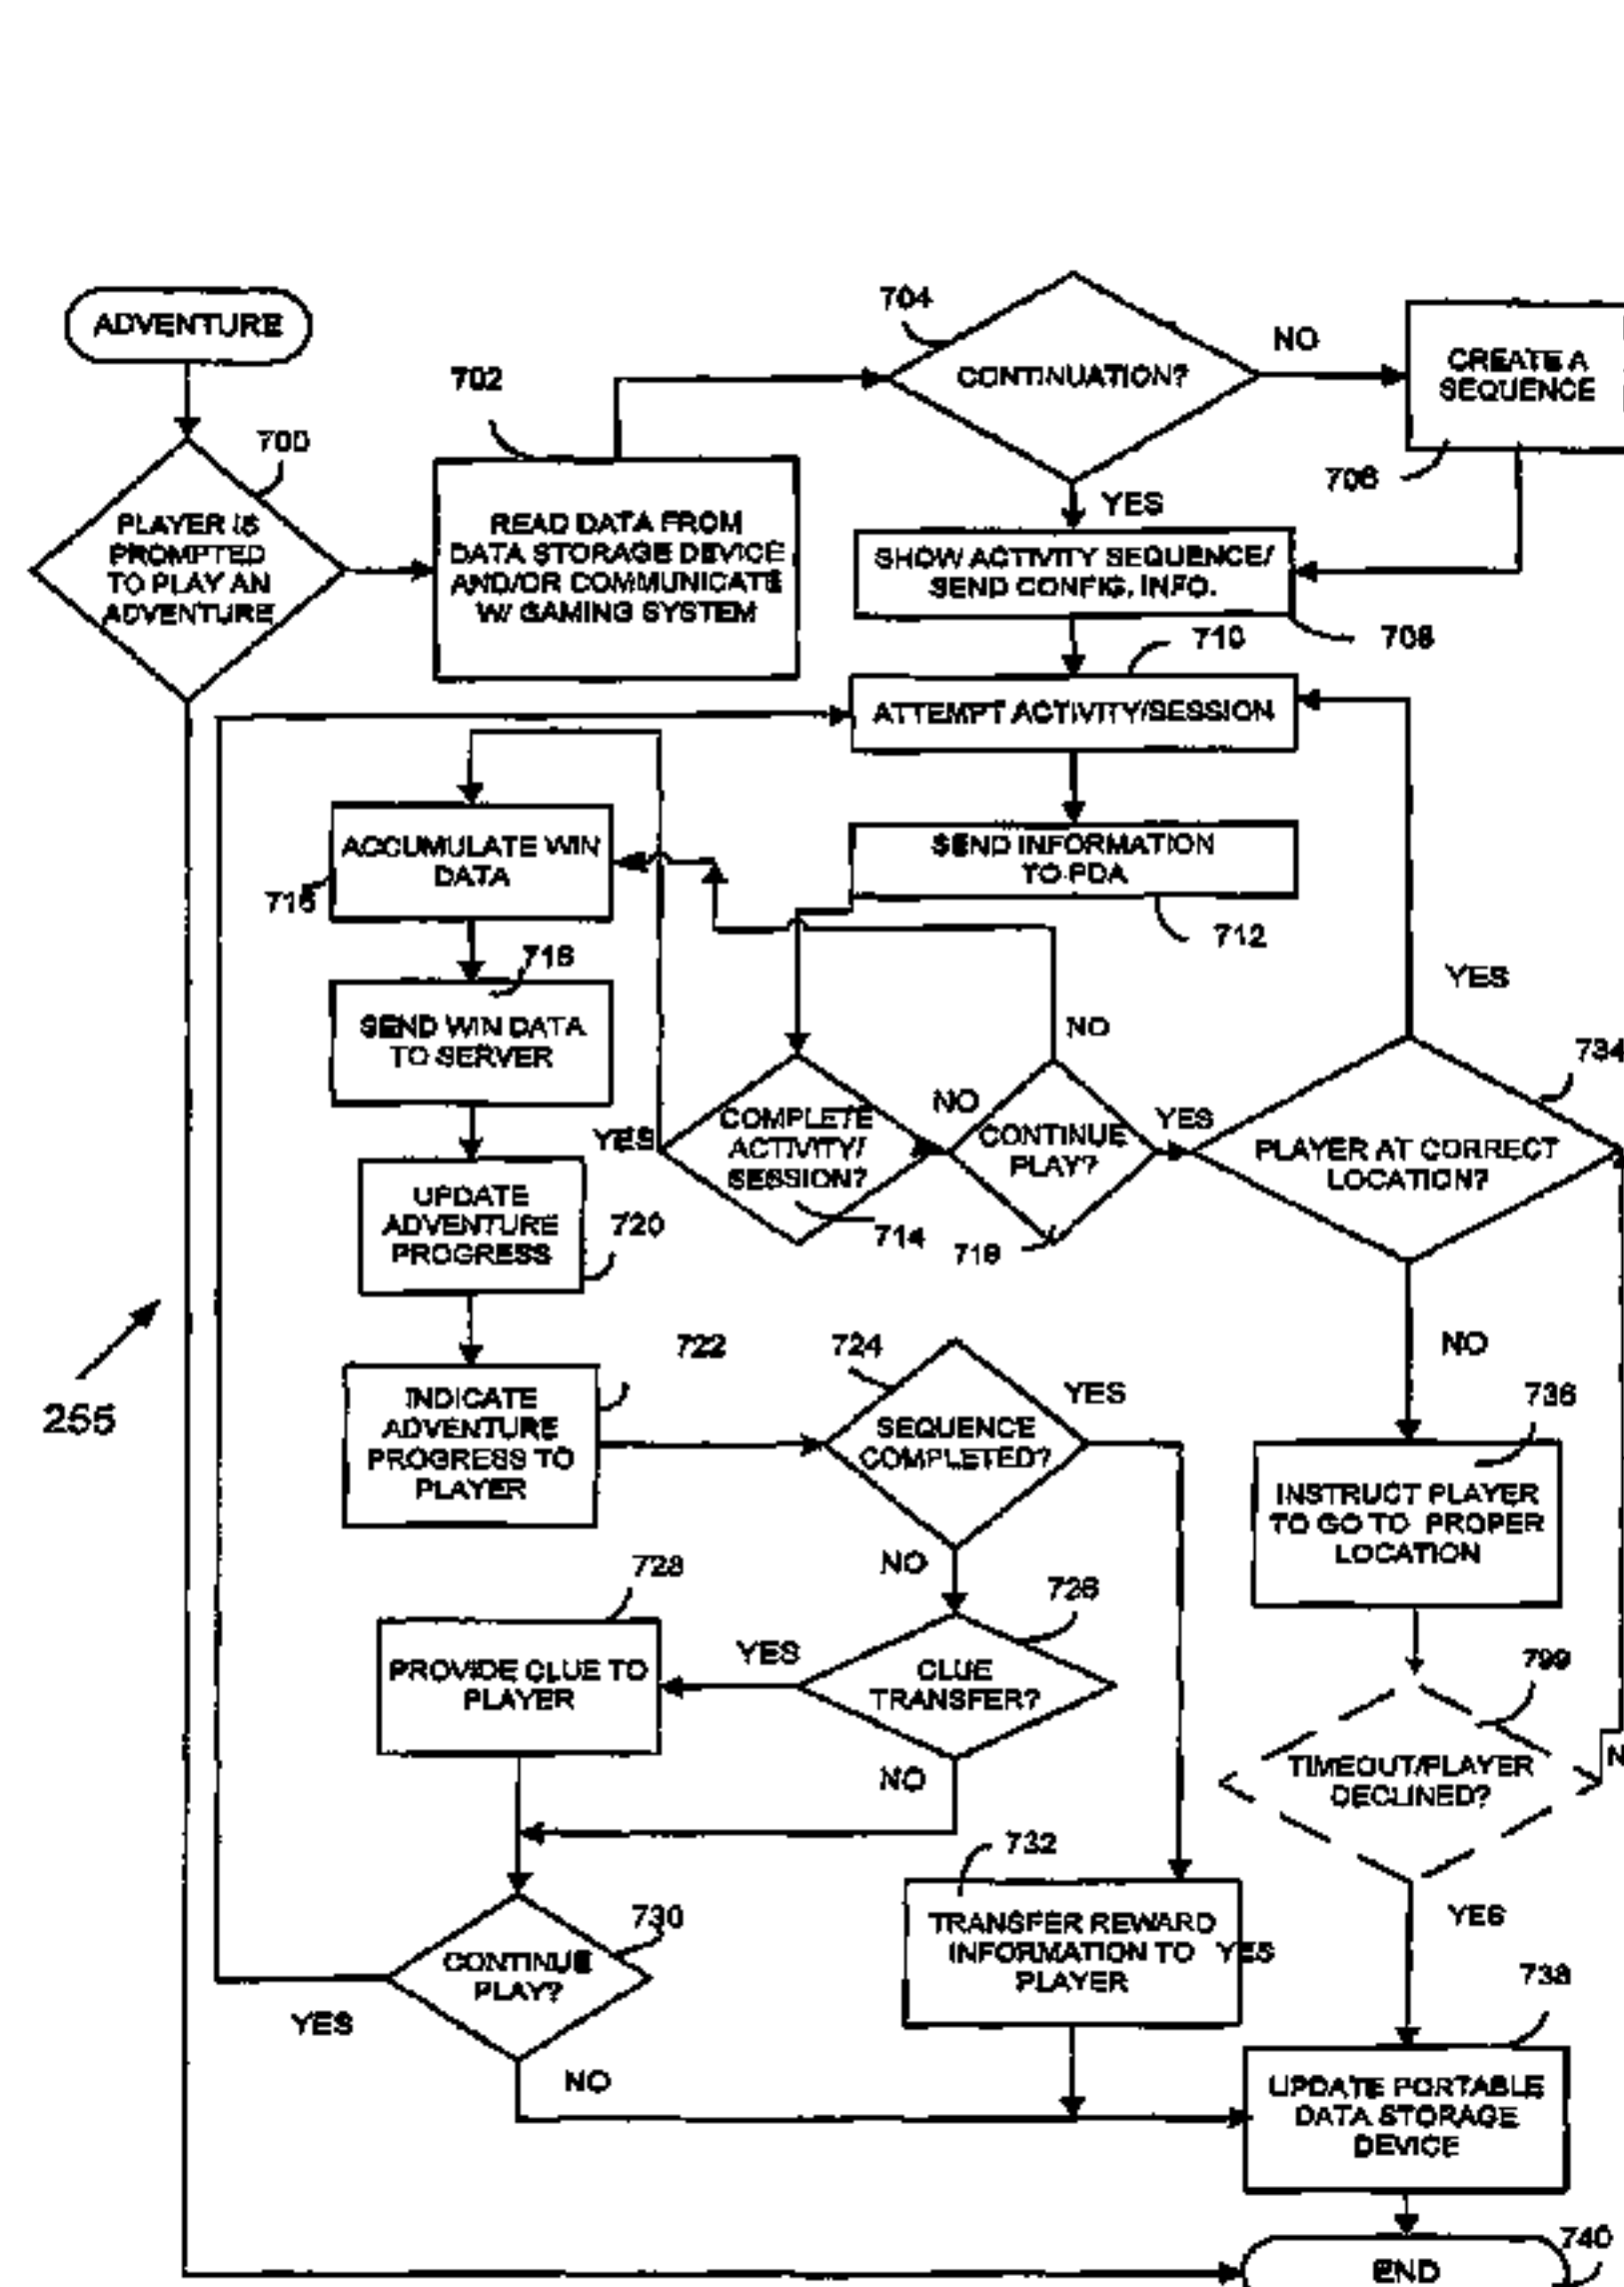 ADVENTURE
700
PLAYER IS
PROMPTED
TO PLAY AN
ADVENTURE
702
READ DATA FROM
DATA STORAGE DEVICE
AND/OR COMMUNICATE
W/ GAMING SYSTEM
704
CONTINUATION?
NO
CREATE A
SEQUENCE
706
YES
SHOW ACTIVITY SEQUENCE/
SEND CONFIG. INFO.
708
710
ATTEMPT ACTIVITY/SESSION
ACCUMULATE WIN
DATA
SEND INFORMATION
TO PDA
712
716
SEND WIN DATA
TO SERVER
NO
YES
734
YES
COMPLETE
ACTIVITY/
SESSION?
714
NO
CONTINUE
PLAY?
YES
PLAYER AT CORRECT
LOCATION?
UPDATE
ADVENTURE
PROGRESS
720
255
722
INDICATE
ADVENTURE
PROGRESS TO
PLAYER
724
SEQUENCE
COMPLETED?
YES
NO
NO
736
INSTRUCT PLAYER
TO GO TO PROPER
LOCATION
728
PROVIDE CLUE TO
PLAYER
YES
726
CLUE
TRANSFER?
NO
799
TIMEOUT/PLAYER
DECLINED?
N
YES
730
CONTINUE
PLAY?
YES
NO
732
TRANSFER REWARD
INFORMATION TO YES
PLAYER
738
UPDATE PORTABLE
DATA STORAGE
DEVICE
740
END